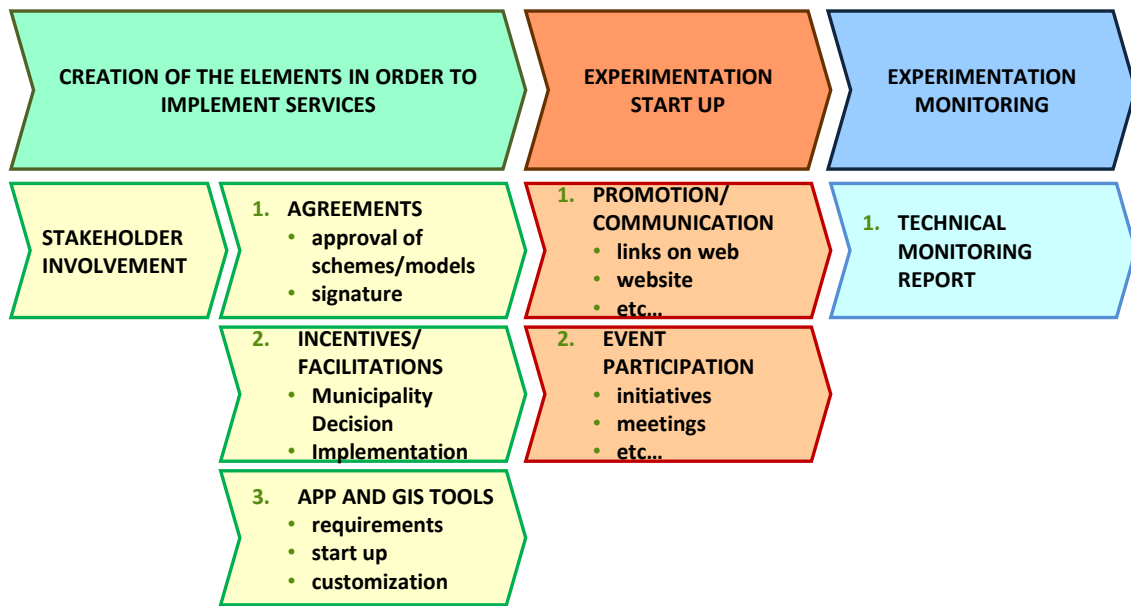 CREATION OF THE ELEMENTS IN ORDER TO
IMPLEMENT SERVICES
EXPERIMENTATION
START UP
EXPERIMENTATION
MONITORING
STAKEHOLDER
INVOLVEMENT
1. AGREEMENTS
• approval of
schemes/models
• signature
2. INCENTIVES/
FACILITATIONS
• Municipality
Decision
• Implementation
3. APP AND GIS TOOLS
• requirements
• start up
• customization
1. PROMOTION/
COMMUNICATION
• links on web
• website
• etc...
2. EVENT
PARTICIPATION
• initiatives
• meetings
• etc...
1. TECHNICAL
MONITORING
REPORT